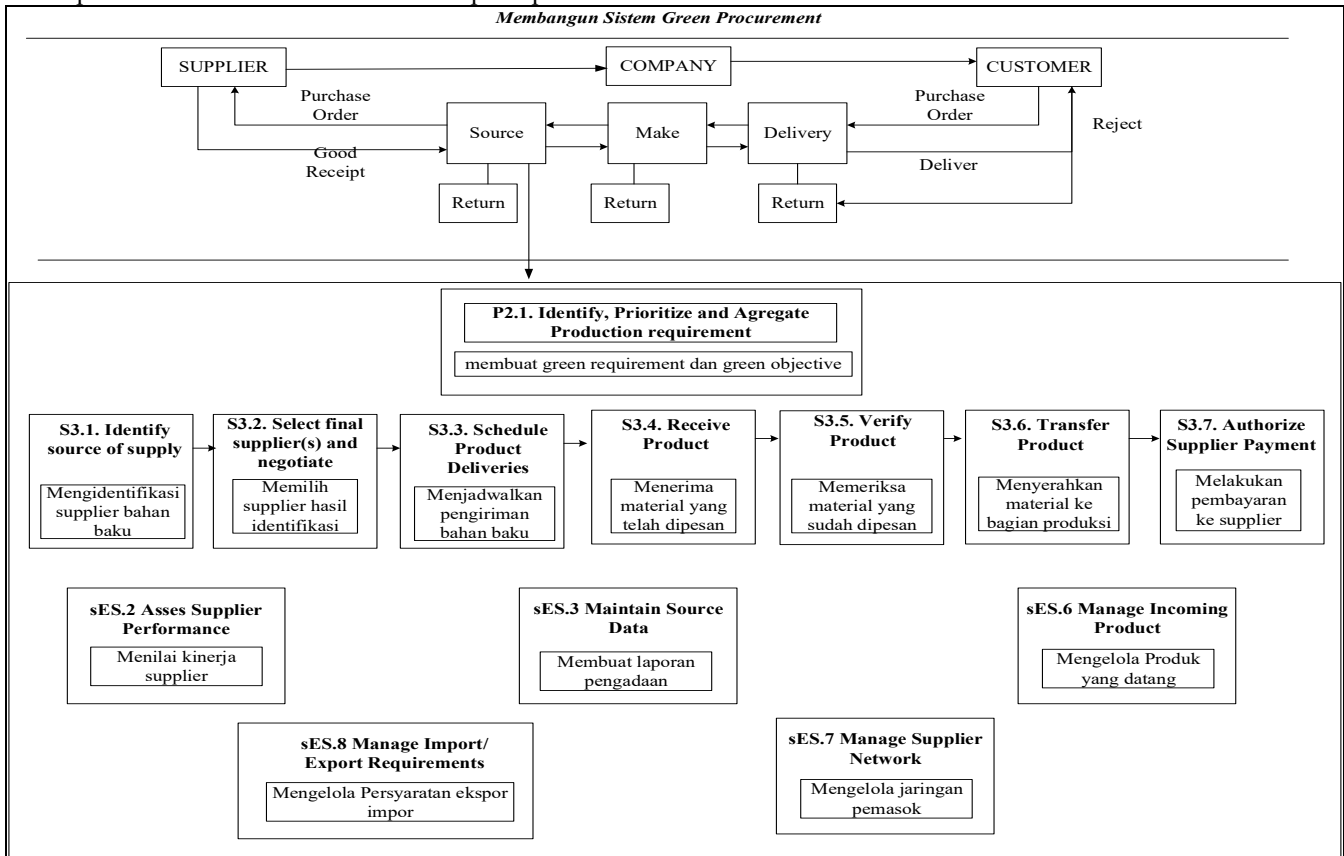 Membangun Sistem Green Procurement
SUPPLIER
COMPANY
CUSTOMER
Purchase
Order
Purchase
Order
Reject
Source
Make
Delivery
Good
Receipt
Deliver
Return
Return
Return
P2.1. Identify, Prioritize and Agregate
Production requirement
membuat green requirement dan green objective
S3.1. Identify
source of supply
Mengidentifikasi
supplier bahan
baku
S3.2. Select final
supplier(s) and
negotiate
Memilih
supplier hasil
identifikasi
S3.3. Schedule
Product
Deliveries
Menjadwalkan
pengiriman
bahan baku
S3.4. Receive
Product
Menerima
material yang
telah dipesan
S3.5. Verify
Product
Memeriksa
material yang
sudah dipesan
S3.6. Transfer
Product
Menyerahkan
material ke
bagian produksi
S3.7. Authorize
Supplier Payment
Melakukan
pembayaran
ke supplier
sES.2 Asses Supplier
Performance
Menilai kinerja
supplier
sES.3 Maintain Source
Data
Membuat laporan
pengadaan
sES.6 Manage Incoming
Product
Mengelola Produk
yang datang
sES.8 Manage Import/
Export Requirements
Mengelola Persyaratan ekspor
impor
sES.7 Manage Supplier
Network
Mengelola jaringan
pemasok